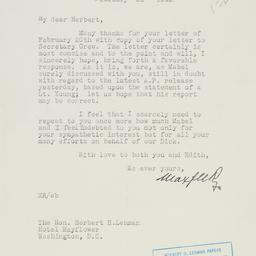 My dear Herbert,
Many thanks for your letter of
February 20th with copy of your letter to
Secretary Grew. The letter certainly is
most concise and to the point and will, I
sincerely hope, bring forth a favorable
response. As it is, we are, as Mabel
surely discussed with you, still in doubt
with regard to the latest A.P. release
yesterday, based upon the statement of a
Lt. Young; let us hope that his report
may be correct.
I feel that I scarcely need to
repeat to you once more how much Mabel
and I feel indebted to you not only for
your sympathetic interest but for all your
many efforts on behalf of our Dick.
With love to both you and Edith,
As ever yours,
The Hon. Herbert H. Lehman
Hotel Mayflower
Washington, D.C.
HERBERT H. LEHMAN PAPERS